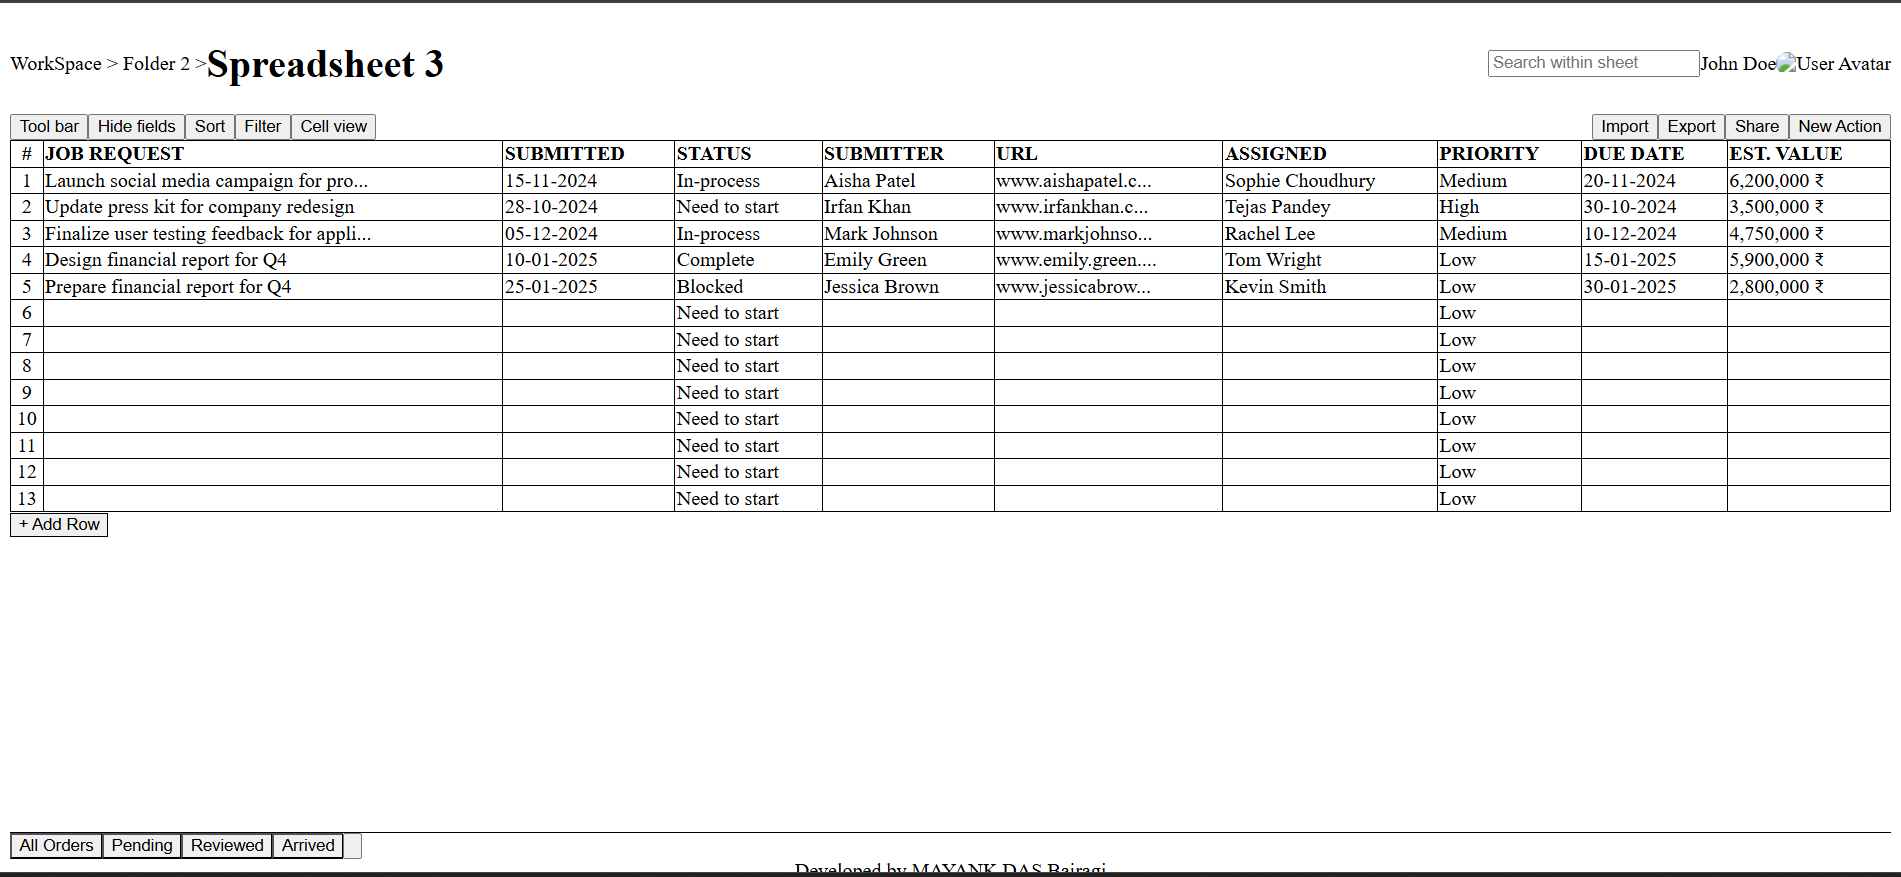 WorkSpace > Folder 2 >Spreadsheet 3 Search within sheet John Doe User Avatar
Tool bar Hide fields Sort Filter Cell view Import Export Share New Action
# JOB REQUEST SUBMITTED STATUS SUBMITTER URL ASSIGNED PRIORITY DUE DATE EST. VALUE
1 Launch social media campaign for pro... 15-11-2024 In-process Aisha Patel www.aishapatel.c... Sophie Choudhury Medium 20-11-2024 6,200,000 ₹
2 Update press kit for company redesign 28-10-2024 Need to start Irfan Khan www.irfankhan.c... Tejas Pandey High 30-10-2024 3,500,000 ₹
3 Finalize user testing feedback for appli... 05-12-2024 In-process Mark Johnson www.markjohnso... Rachel Lee Medium 10-12-2024 4,750,000 ₹
4 Design financial report for Q4 10-01-2025 Complete Emily Green www.emily.green.... Tom Wright Low 15-01-2025 5,900,000 ₹
5 Prepare financial report for Q4 25-01-2025 Blocked Jessica Brown www.jessicabrow... Kevin Smith Low 30-01-2025 2,800,000 ₹
6 Need to start Low
7 Need to start Low
8 Need to start Low
9 Need to start Low
10 Need to start Low
11 Need to start Low
12 Need to start Low
13 Need to start Low
+ Add Row
All Orders Pending Reviewed Arrived
Developed by MAYANK DAS Bairagi